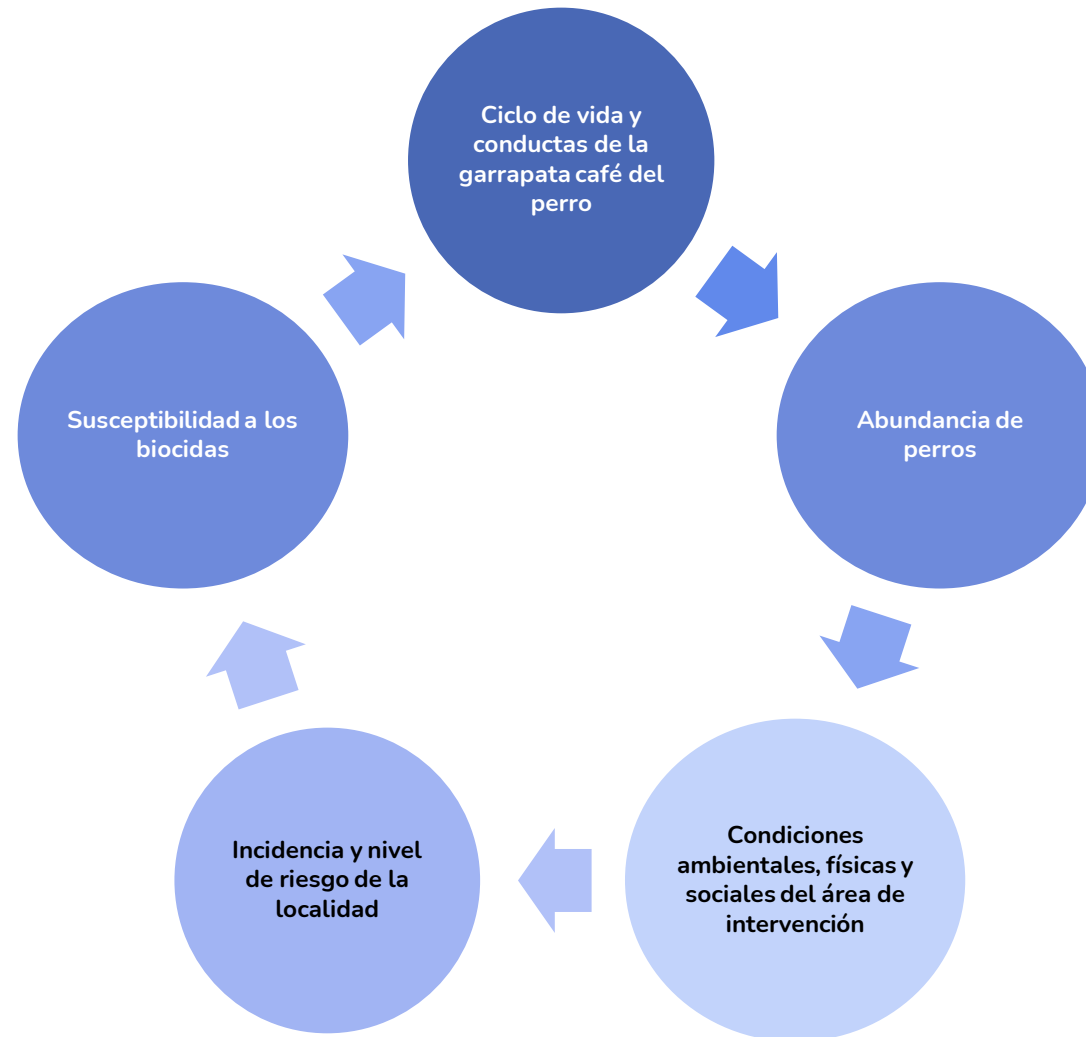 Ciclo de vida y
conductas de la
garrapata café del
perro
Abundancia de
perros
Condiciones
ambientales, físicas y
sociales del área de
intervención
Incidencia y nivel
de riesgo de la
localidad
Susceptibilidad a los
biocidas